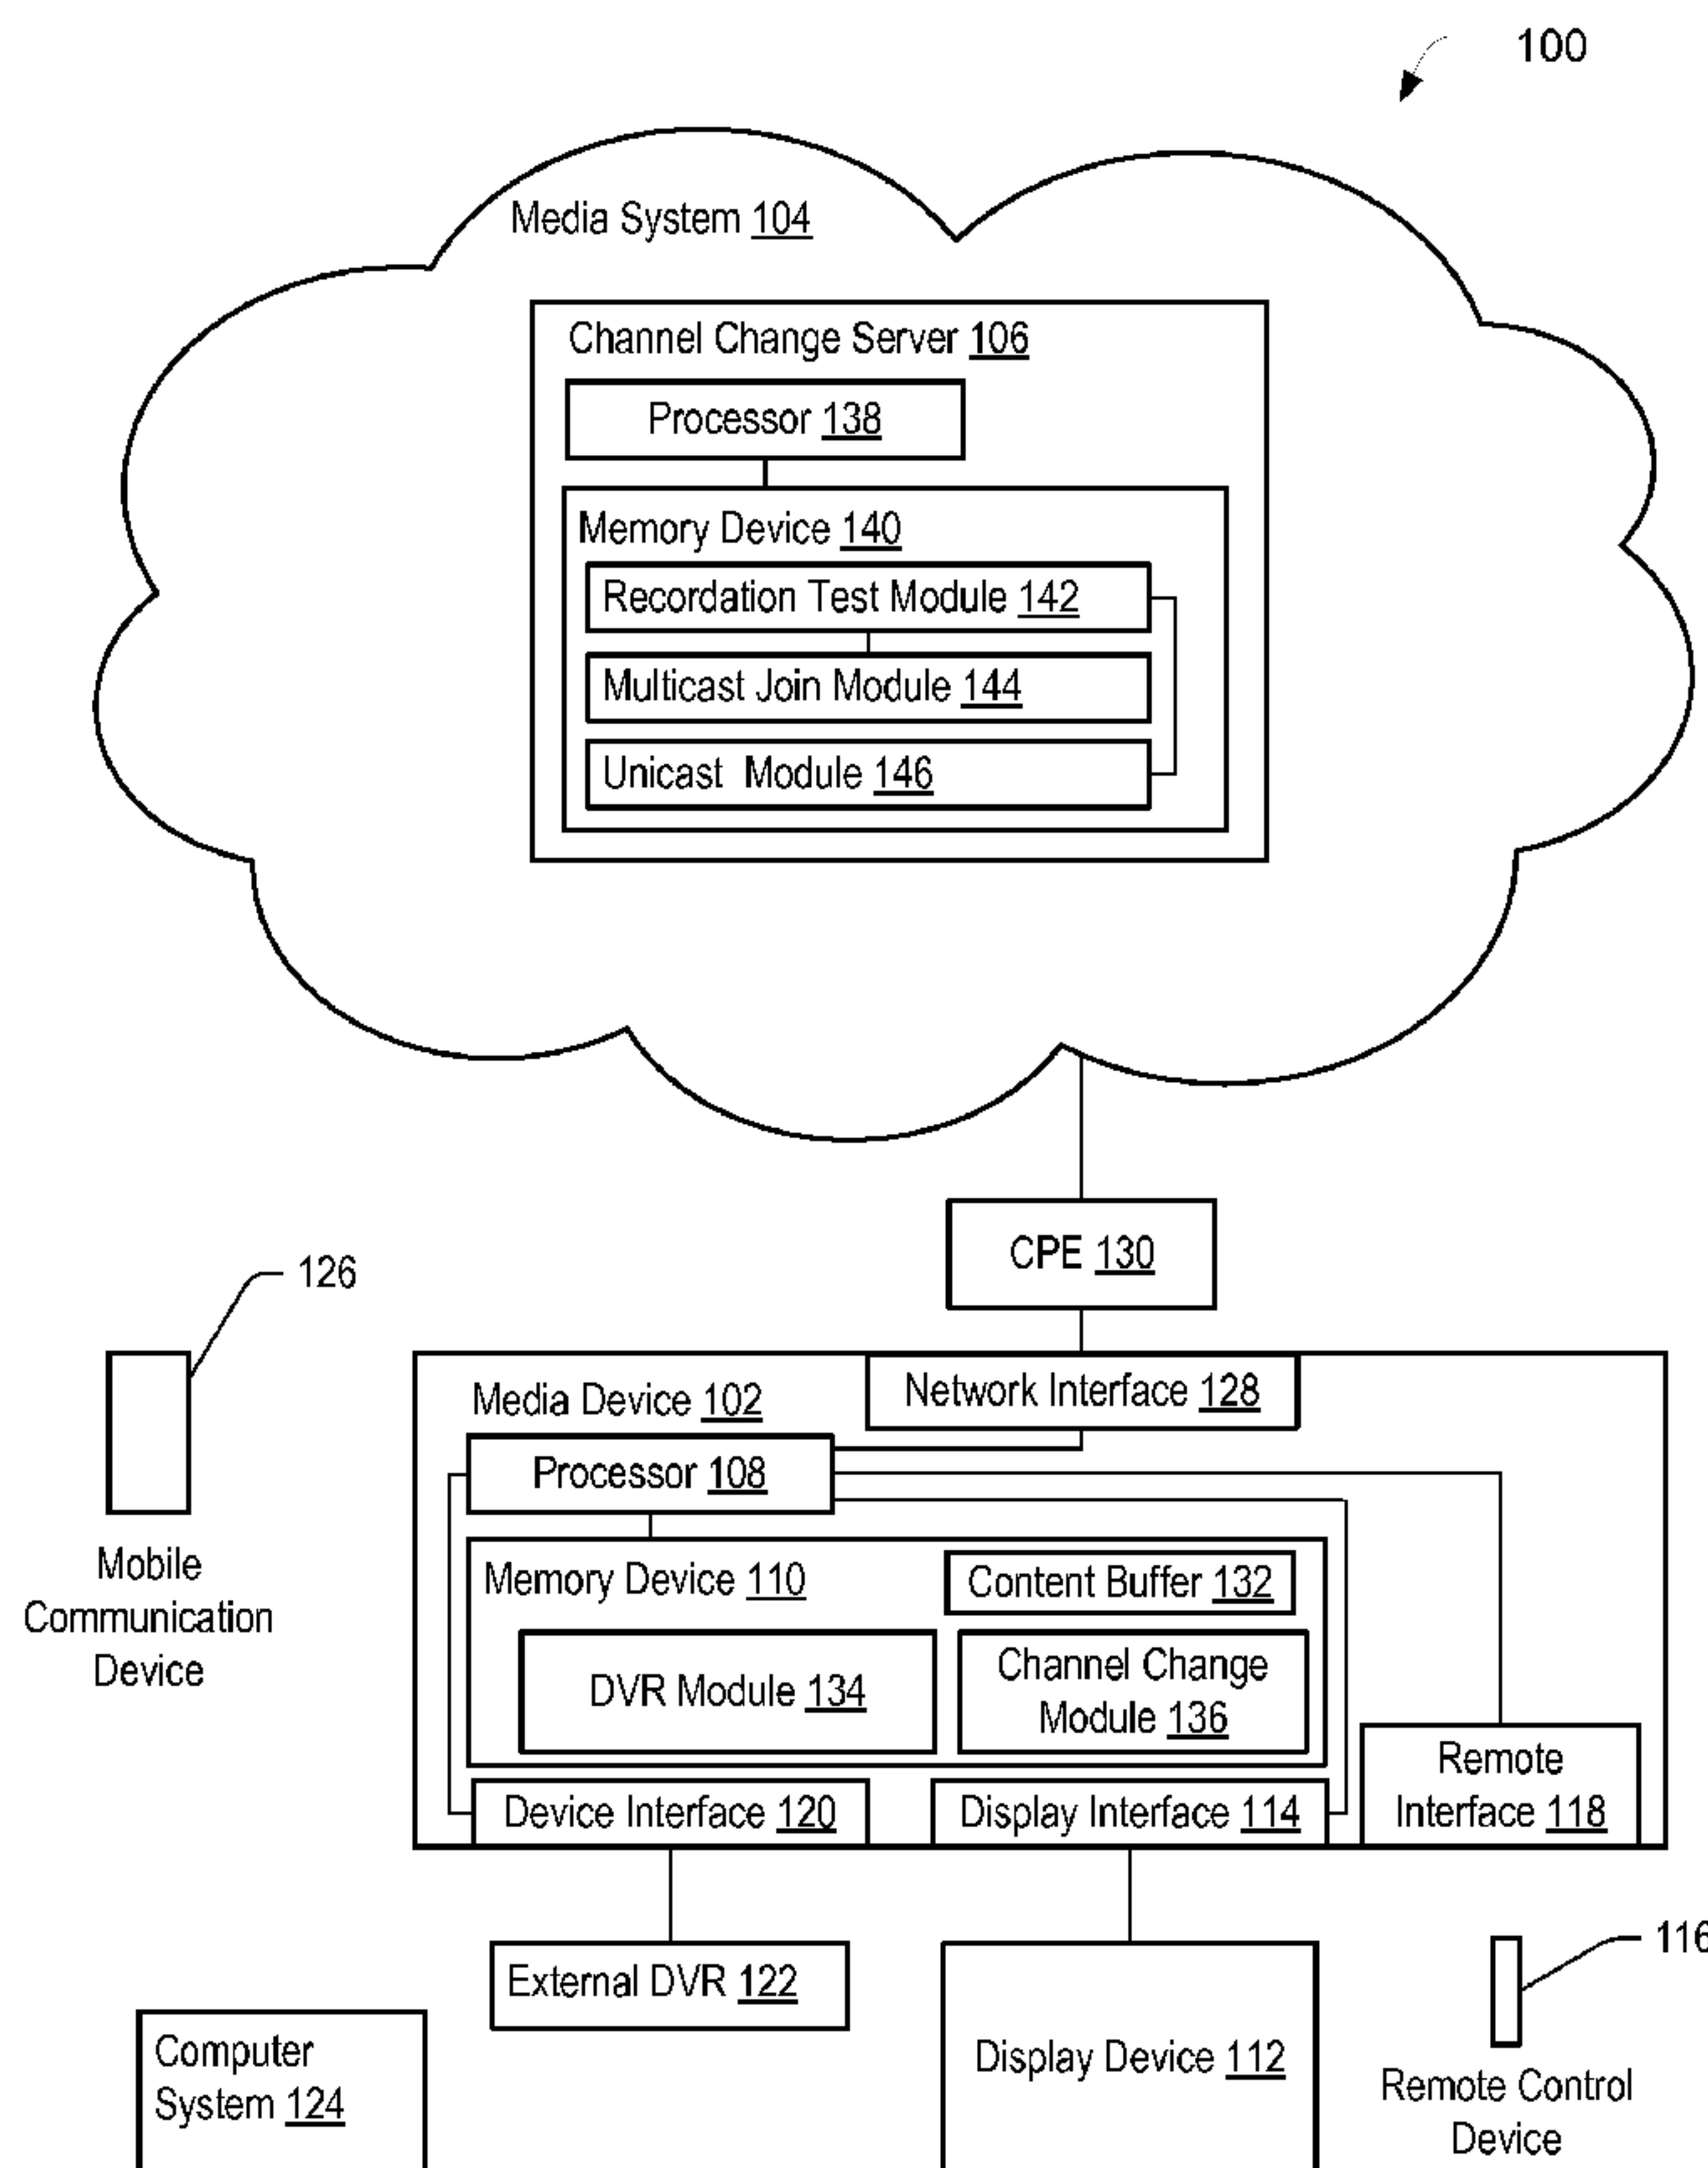 100
Media System 104
Channel Change Server 106
Processor 138
Memory Device 140
Recordation Test Module 142
Multicast Join Module 144
Unicast Module 146
CPE 130
126
Mobile
Communication
Device
Media Device 102
Network Interface 128
Processor 108
Memory Device 110
Content Buffer 132
DVR Module 134
Channel Change
Module 136
Device Interface 120
Display Interface 114
Remote
Interface 118
External DVR 122
Display Device 112
116
Remote Control
Device
Computer
System 124